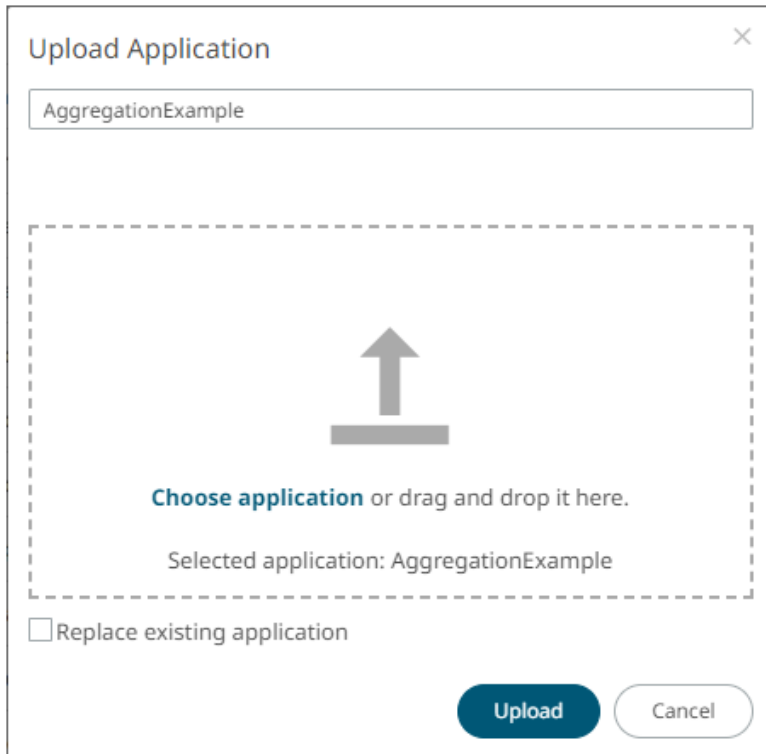 Upload Application
AggregationExample
Choose application or drag and drop it here.
Selected application: AggregationExample
Replace existing application
Upload
Cancel